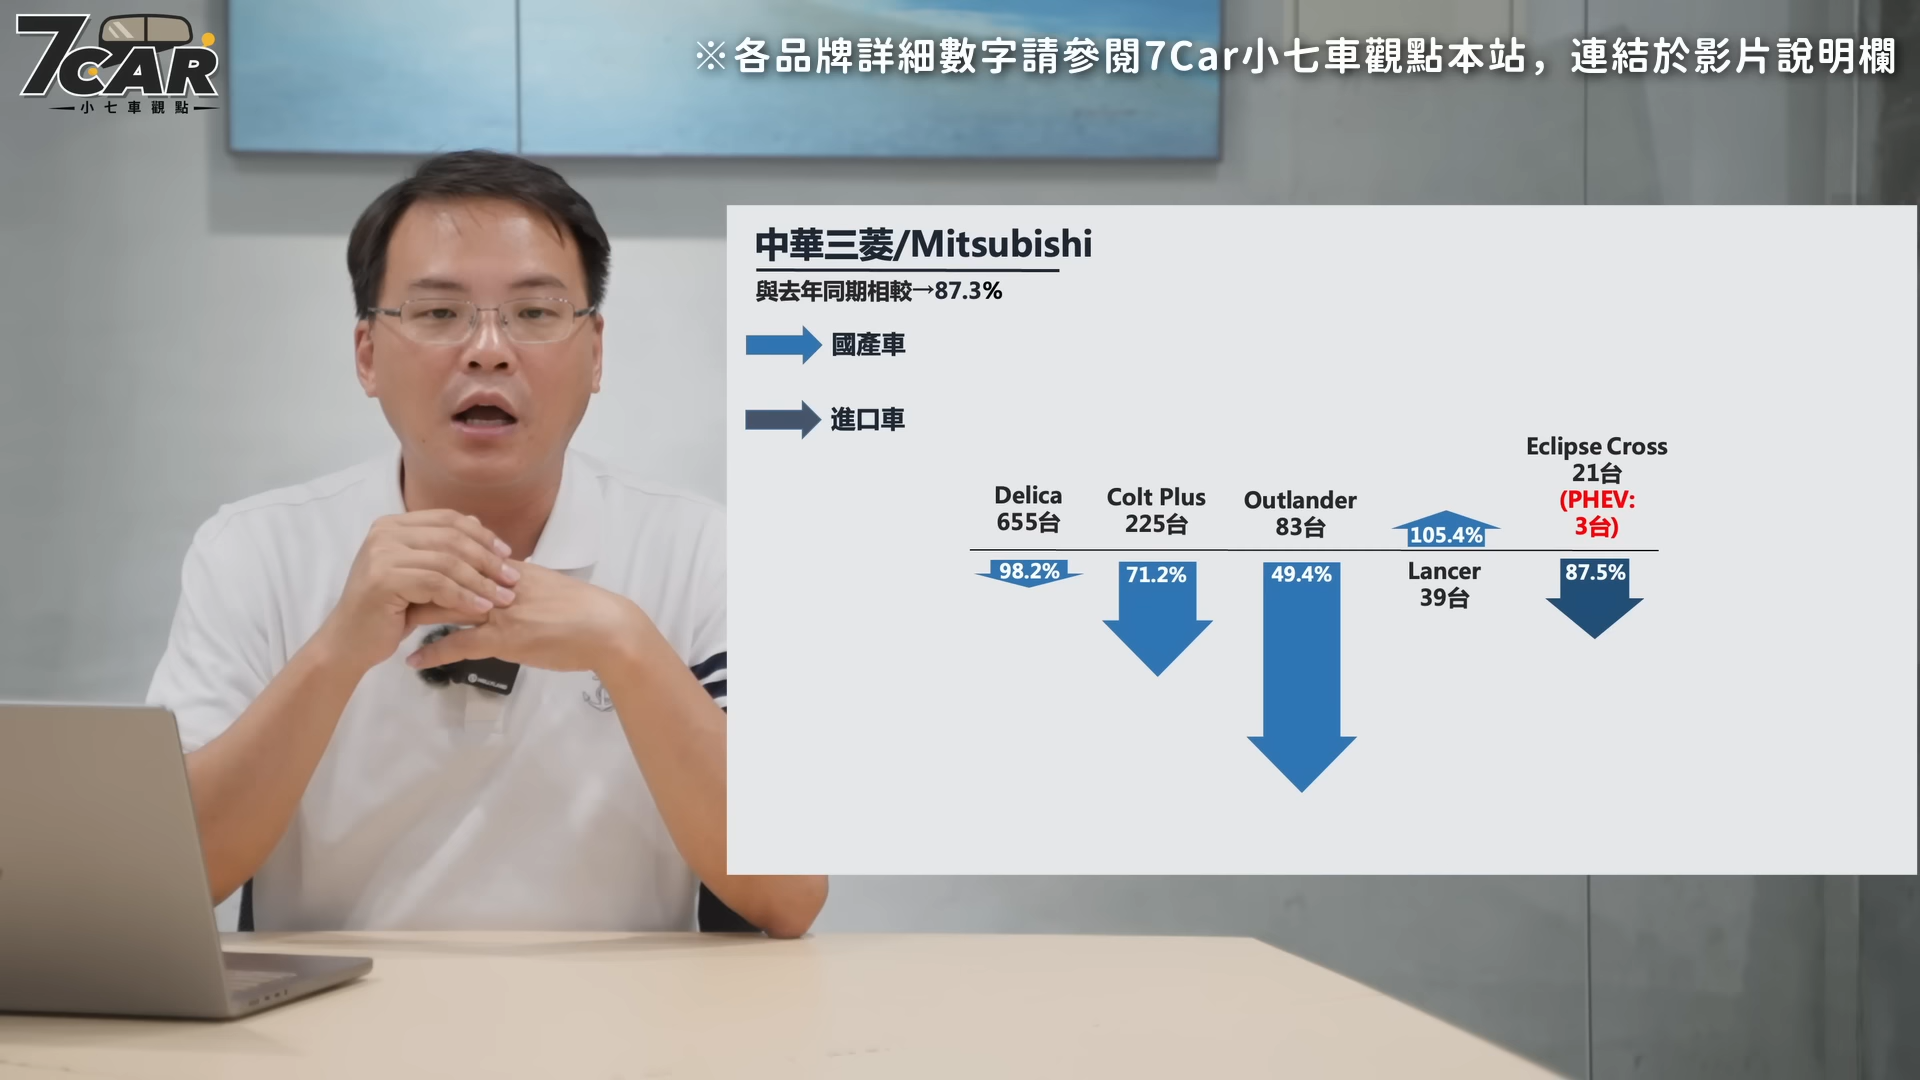 7CAR
小七車觀點
※各品牌詳細數字請參閱7Car小七車觀點本站，連結於影片說明欄
中華三菱/Mitsubishi
與去年同期相較→87.3%
國產車
進口車
Delica
655台
98.2%
Colt Plus
225台
71.2%
Outlander
83台
49.4%
105.4%
Lancer
39台
Eclipse Cross
21台
(PHEV:
3台)
87.5%